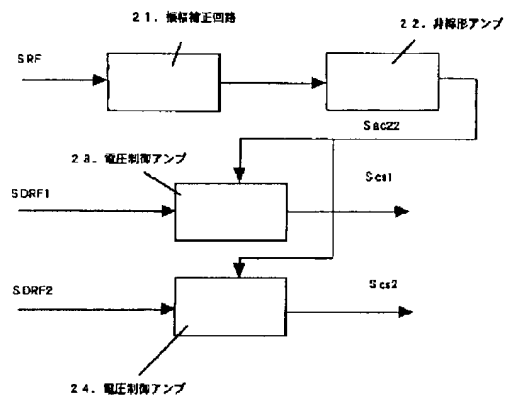 21. 振幅補正回路
22. 非線形アンプ
SRF
Sac22
23. 電圧制御アンプ
Scs1
SDRF1
SDRF2
Scs2
24. 電圧制御アンプ